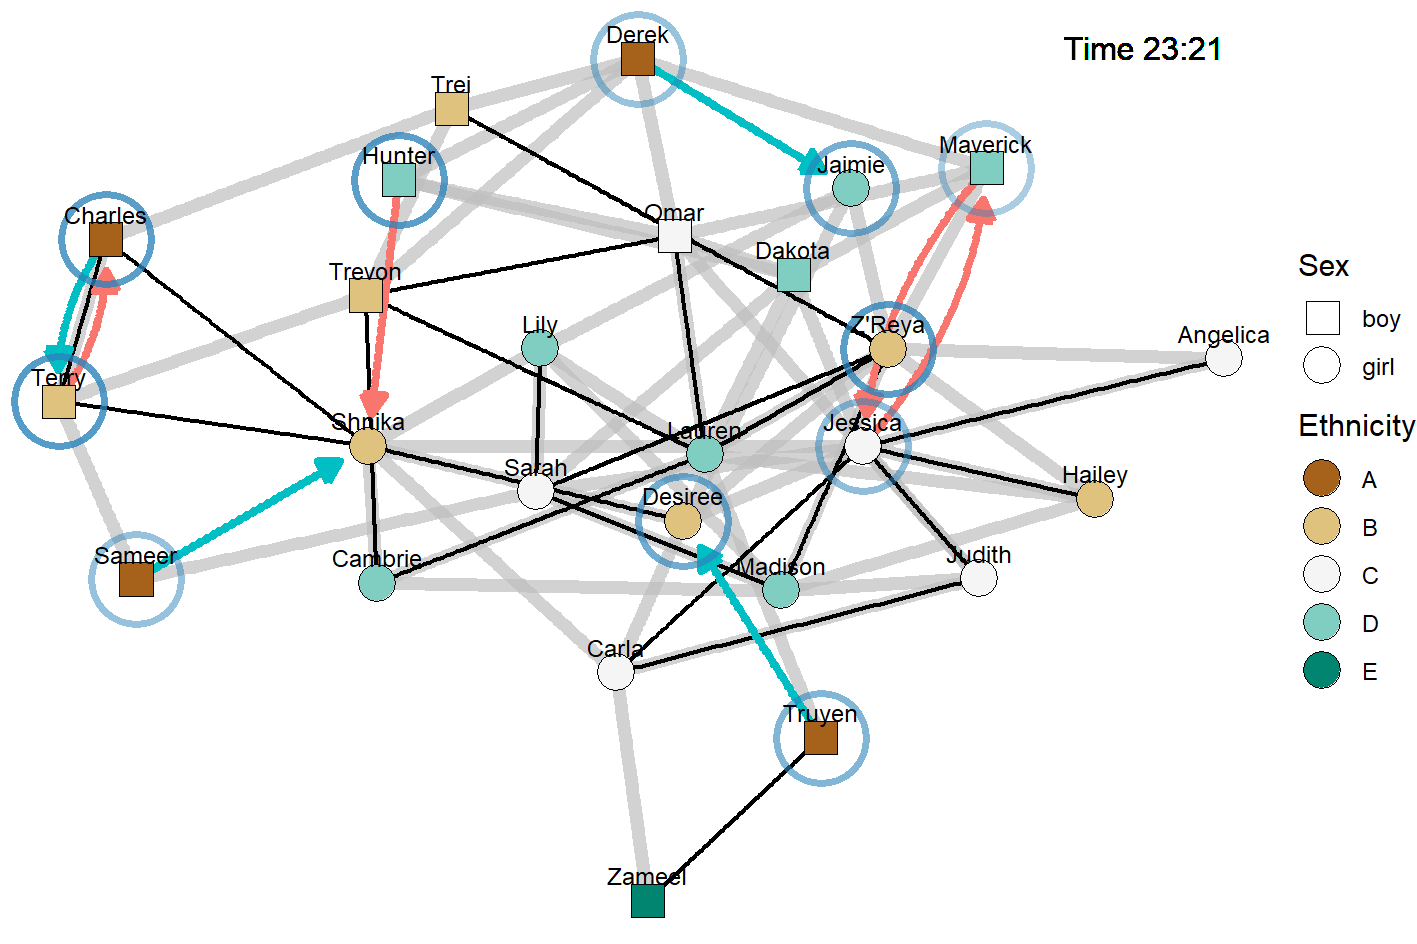 Derek
Time 23:21
Trei
Hunter
Jaimie
Maverick
Charles
Omar
Dakota
Trevon
Lily
Z'Reya
Angelica
Terry
Shnika
Lauren
Jessica
Sarah
Desiree
Hailey
Sameer
Cambrie
Madison
Judith
Carla
Truyen
Zameel
Sex
boy
girl
Ethnicity
A
B
C
D
E